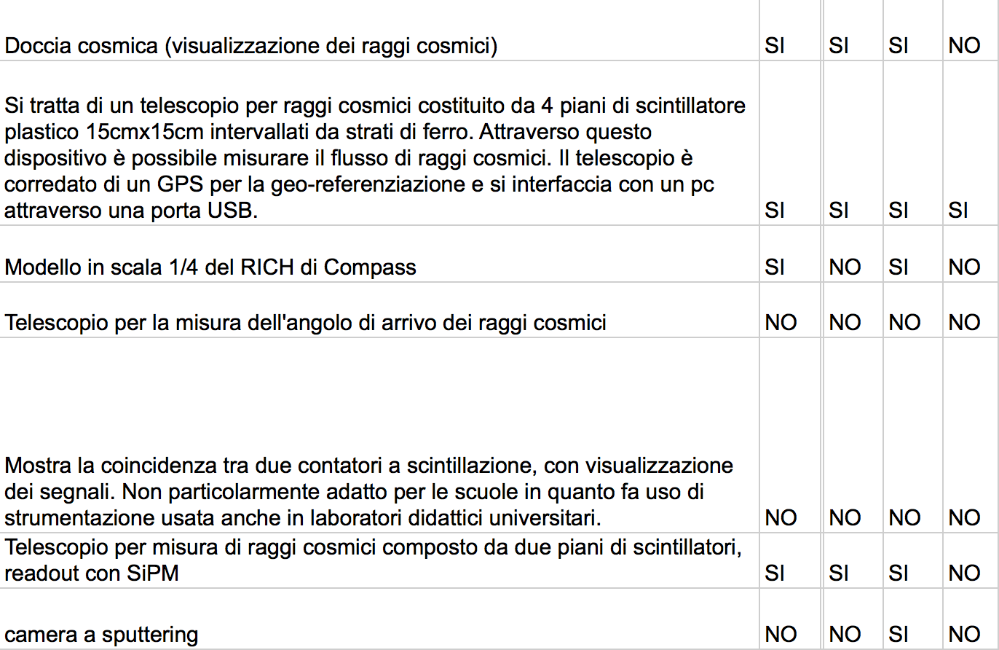 Doccia cosmica (visualizzazione dei raggi cosmici) SI SI SI NO
Si tratta di un telescopio per raggi cosmici costituito da 4 piani di scintillatore
plastico 15cmx15cm intervallati da strati di ferro. Attraverso questo
dispositivo è possibile misurare il flusso di raggi cosmici. Il telescopio è
corredato di un GPS per la geo-referenziazione e si interfaccia con un pc
attraverso una porta USB. SI SI SI SI
Modello in scala 1/4 del RICH di Compass SI NO SI NO
Telescopio per la misura dell'angolo di arrivo dei raggi cosmici NO NO NO NO
Mostra la coincidenza tra due contatori a scintillazione, con visualizzazione
dei segnali. Non particolarmente adatto per le scuole in quanto fa uso di
strumentazione usata anche in laboratori didattici universitari. NO NO NO NO
Telescopio per misura di raggi cosmici composto da due piani di scintillatori,
readout con SiPM SI SI SI NO
camera a sputtering NO NO SI NO